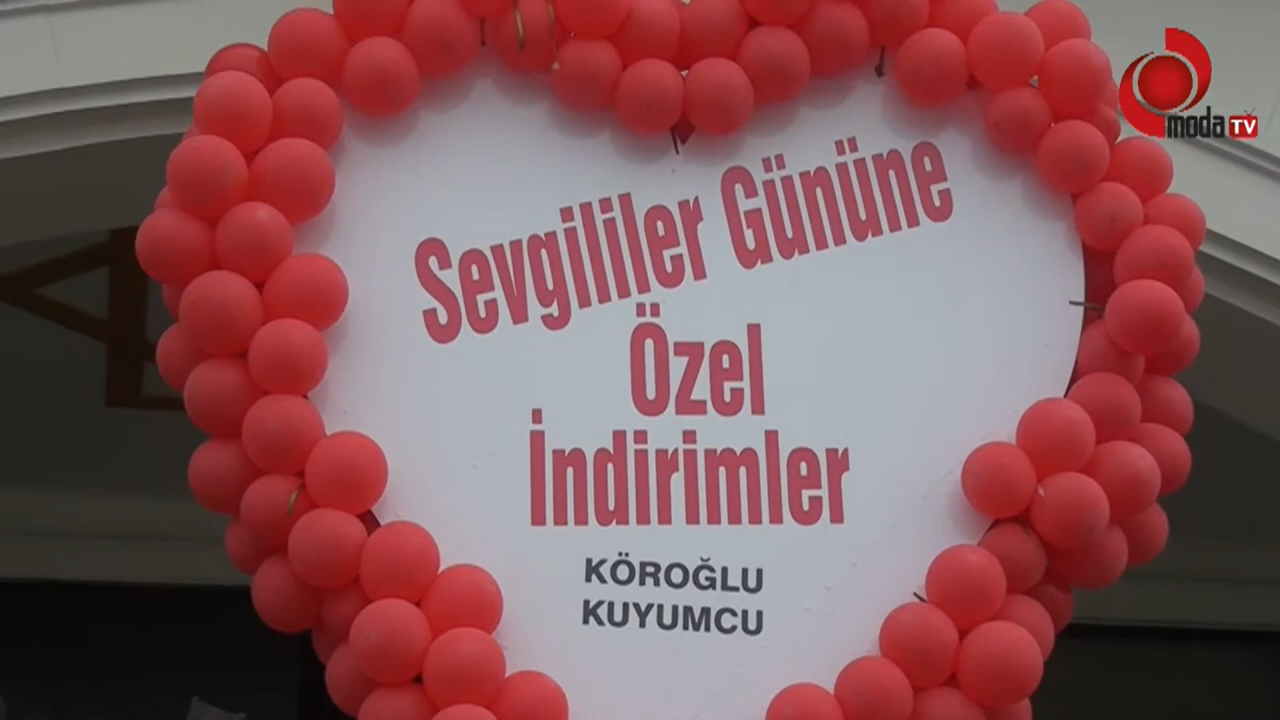 moda TV
Sevgililer Gününe
Özel
İndirimler
KÖROĞLU
KUYUMCU